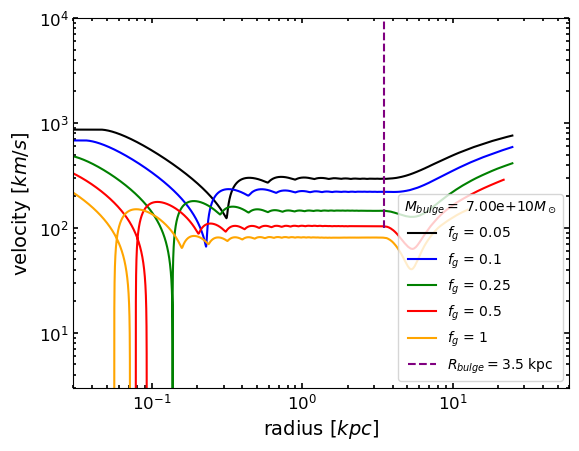 10⁴
10³
10²
10¹
velocity [km/s]
10⁻¹
10⁰
10¹
radius [kpc]
M_bulge = 7.00e+10M_⊙
f_g = 0.05
f_g = 0.1
f_g = 0.25
f_g = 0.5
f_g = 1
R_bulge = 3.5 kpc